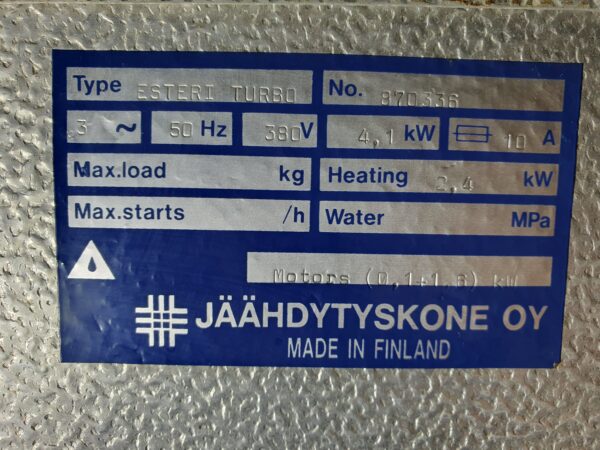 Type ESTERI TURBO No. 870336
3 ~ 50 Hz 380 V 4,1 kW 10 A
Max.load kg Heating 2,4 kW
Max.starts /h Water MPa
Motors (0,1+1,6) kW
JÄÄHDYTYSKONE OY
MADE IN FINLAND